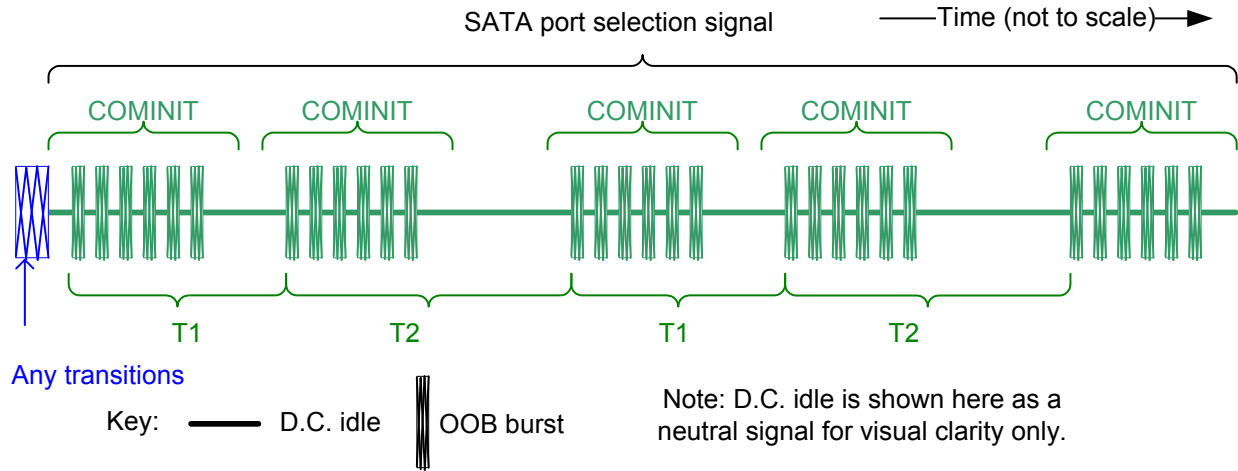 SATA port selection signal
Time (not to scale)
COMINIT
COMINIT
COMINIT
COMINIT
COMINIT
T1
T2
T1
T2
Any transitions
Key:
D.C. idle
OOB burst
Note: D.C. idle is shown here as a
neutral signal for visual clarity only.